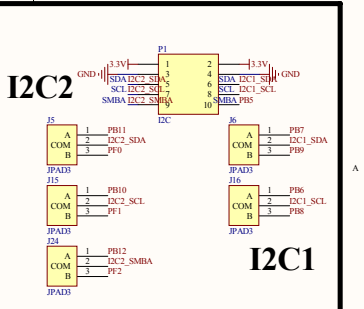 P1
3.3V 1 2 3.3V
GND 3 4 GND
SDA I2C2_SDA 5 6 SDA I2C1_SDA
SCL I2C2_SCL 7 8 SCL I2C1_SCL
SMBA I2C2_SMBA 9 10 SMBA PB5
I2C
I2C2
J5
A 1 PB11
COM 2 I2C2_SDA
B 3 PF0
JPAD3
J6
A 1 PB7
COM 2 I2C1_SDA
B 3 PB9
JPAD3
A
J15
A 1 PB10
COM 2 I2C2_SCL
B 3 PF1
JPAD3
J16
A 1 PB6
COM 2 I2C1_SCL
B 3 PB8
JPAD3
J24
A 1 PB12
COM 2 I2C2_SMBA
B 3 PF2
JPAD3
I2C1